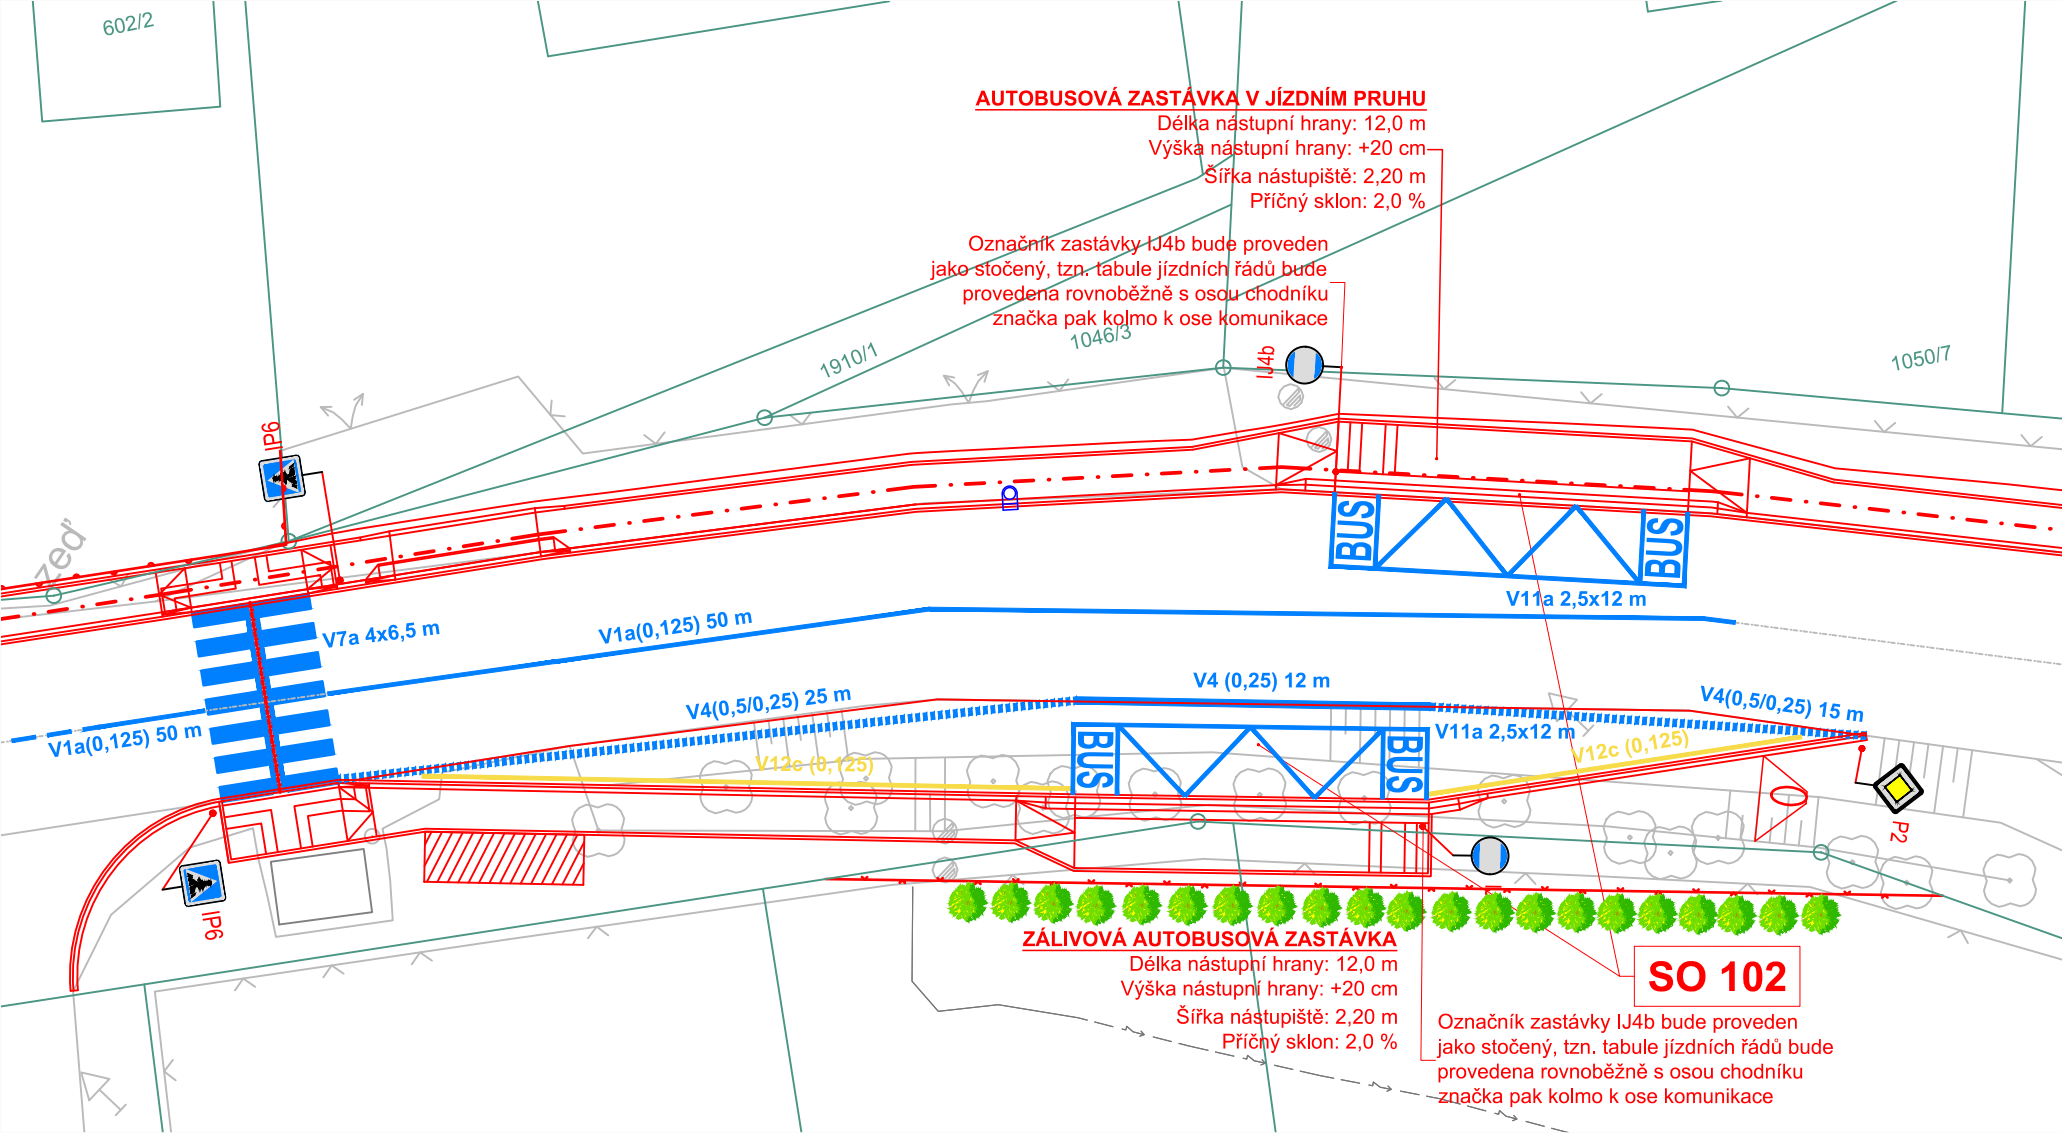 602/2
AUTOBUSOVÁ ZASTÁVKA V JÍZDNÍM PRUHU
Délka nástupní hrany: 12,0 m
Výška nástupní hrany: +20 cm
Šířka nástupiště: 2,20 m
Příčný sklon: 2,0 %
Označník zastávky IJ4b bude proveden
jako stočený, tzn. tabule jízdních řádů bude
provedena rovnoběžně s osou chodníku
značka pak kolmo k ose komunikace
1910/1
1046/3
1050/7
IJ4b
IP6
zeď
BUS
BUS
V11a 2,5x12 m
V7a 4x6,5 m
V1a(0,125) 50 m
V1a(0,125) 50 m
V4(0,5/0,25) 25 m
V4 (0,25) 12 m
V4(0,5/0,25) 15 m
V11a 2,5x12 m
V12c (0,125)
V12c (0,125)
BUS
BUS
P2
IP6
ZÁLIVOVÁ AUTOBUSOVÁ ZASTÁVKA
Délka nástupní hrany: 12,0 m
Výška nástupní hrany: +20 cm
Šířka nástupiště: 2,20 m
Příčný sklon: 2,0 %
SO 102
Označník zastávky IJ4b bude proveden
jako stočený, tzn. tabule jízdních řádů bude
provedena rovnoběžně s osou chodníku
značka pak kolmo k ose komunikace